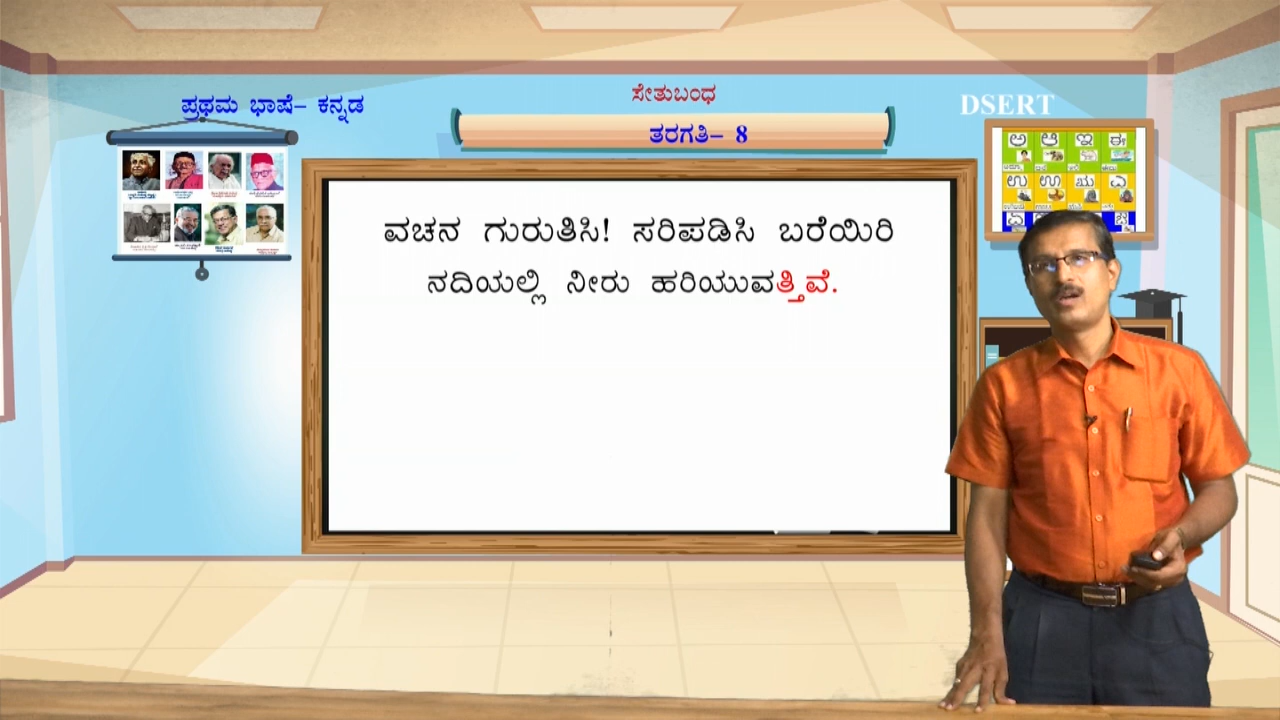 ಪ್ರಥಮ ಭಾಷೆ– ಕನ್ನಡ
ಸೇತುಬಂಧ
ತರಗತಿ– 8
DSERT
ವಚನ ಗುರುತಿಸಿ! ಸರಿಪಡಿಸಿ ಬರೆಯಿರಿ
ನದಿಯಲ್ಲಿ ನೀರು ಹರಿಯುವತ್ತಿವೆ.
ಅ ಆ ಇ ಈ
ಉ ಊ ಋ ಎ